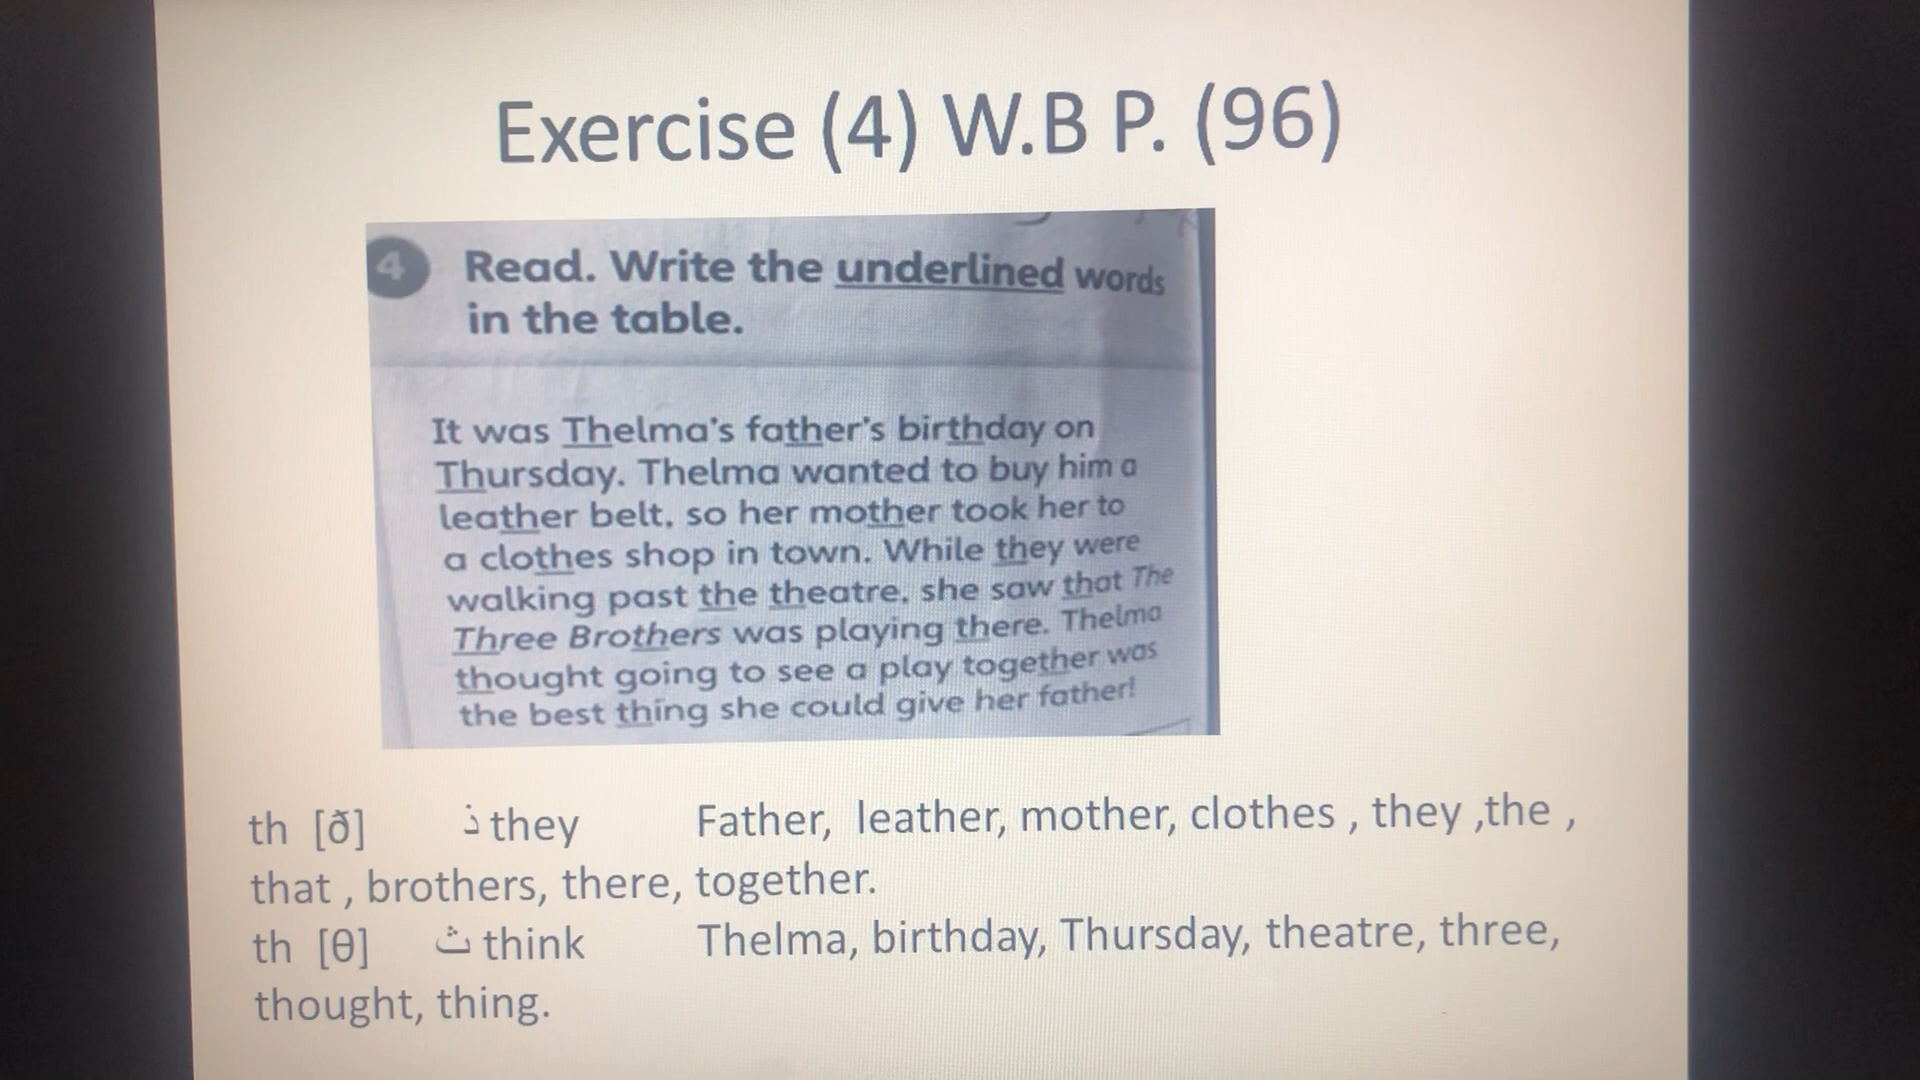 Exercise (4) W.B P. (96)
4 Read. Write the underlined words
in the table.
It was Thelma's father's birthday on
Thursday. Thelma wanted to buy him a
leather belt, so her mother took her to
a clothes shop in town. While they were
walking past the theatre, she saw that The
Three Brothers was playing there. Thelma
thought going to see a play together was
the best thing she could give her father!
th [ð] ذ they Father, leather, mother, clothes , they ,the ,
that , brothers, there, together.
th [θ] ث think Thelma, birthday, Thursday, theatre, three,
thought, thing.